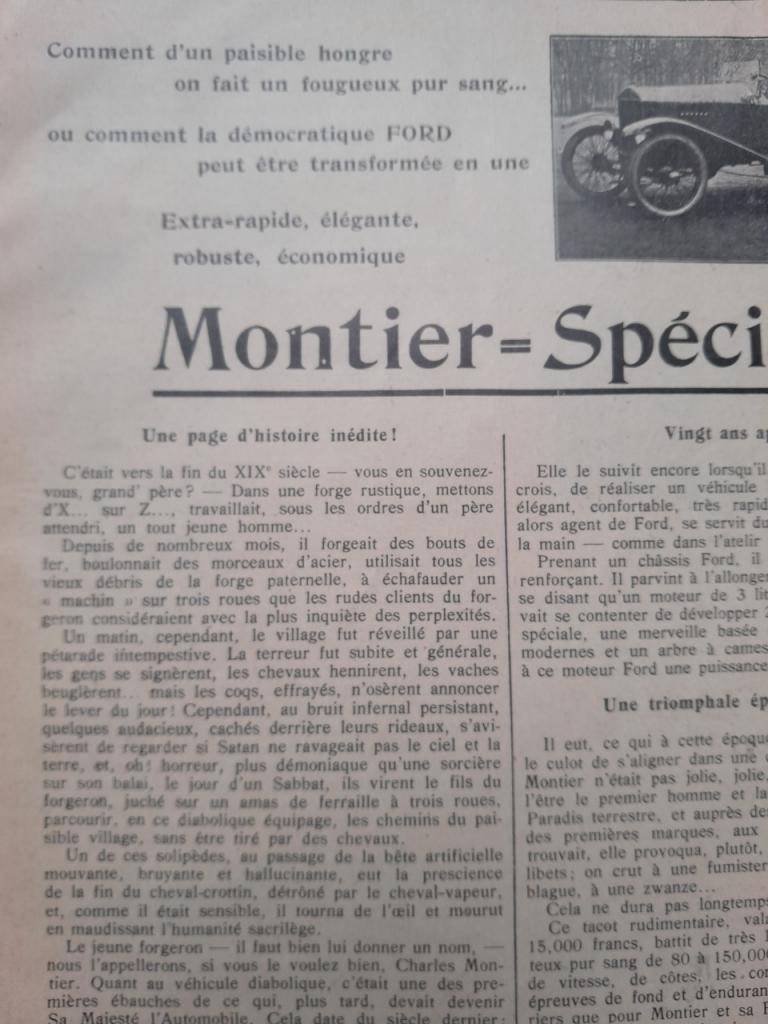 Comment d'un paisible hongre
on fait un fougueux pur sang...
ou comment la démocratique FORD
peut être transformée en une
Extra-rapide, élégante,
robuste, économique
Montier=Spéci
Une page d'histoire inédite!
C'était vers la fin du XIXe siècle — vous en souvenez-
vous, grand' père? — Dans une forge rustique, mettons
d'X... sur Z..., travaillait, sous les ordres d'un père
attendri, un tout jeune homme...
Depuis de nombreux mois, il forgeait des bouts de
fer, boulonnait des morceaux d'acier, utilisait tous les
vieux débris de la forge paternelle, à échafauder un
« machin » sur trois roues que les rudes clients du for-
geron considéraient avec la plus inquiète des perplexités.
Un matin, cependant, le village fut réveillé par une
pétarade intempestive. La terreur fut subite et générale,
les gens se signèrent, les chevaux hennirent, les vaches
beuglèrent... mais les coqs, effrayés, n'osèrent annoncer
le lever du jour! Cependant, au bruit infernal persistant,
quelques audacieux, cachés derrière leurs rideaux, s'avi-
sèrent de regarder si Satan ne ravageait pas le ciel et la
terre, et, oh! horreur, plus démoniaque qu'une sorcière
sur son balai, le jour d'un Sabbat, ils virent le fils du
forgeron, juché sur un amas de ferraille à trois roues,
parcourir, en ce diabolique équipage, les chemins du pai-
sible village, sans être tiré par des chevaux.
Un de ces solipèdes, au passage de la bête artificielle
mouvante, bruyante et hallucinante, eut la prescience
de la fin du cheval-crottin, détrôné par le cheval-vapeur,
et, comme il était sensible, il tourna de l'œil et mourut
en maudissant l'humanité sacrilège.
Le jeune forgeron — il faut bien lui donner un nom, —
nous l'appellerons, si vous le voulez bien, Charles Mon-
tier. Quant au véhicule diabolique, c'était une des pre-
mières ébauches de ce qui, plus tard, devait devenir
Sa Majesté l'Automobile. Cela date du siècle dernier;
Vingt ans ap
Elle le suivit encore lorsqu'il
crois, de réaliser un véhicule
élégant, confortable, très rapid
alors agent de Ford, se servit du
la main — comme dans l'atelir
Prenant un châssis Ford, il
renforçant. Il parvint à l'allonger
se disant qu'un moteur de 3 lit
vait se contenter de développer 2
spéciale, une merveille basée
modernes et un arbre à cames
à ce moteur Ford une puissance
Une triomphale ép
Il eut, ce qui à cette époque
le culot de s'aligner dans une
Montier n'était pas jolie, jolie,
l'être le premier homme et la
Paradis terrestre, et auprès de
des premières marques, aux
trouvait, elle provoqua, plutôt,
libets; on crut à une fumister
blague, à une zwanze...
Cela ne dura pas longtemps
Ce tacot rudimentaire, vala
15,000 francs, battit de très l
teux pur sang de 80 à 150,000
de vitesse, de côtes, les con
épreuves de fond et d'enduran
riers que pour Montier et sa F